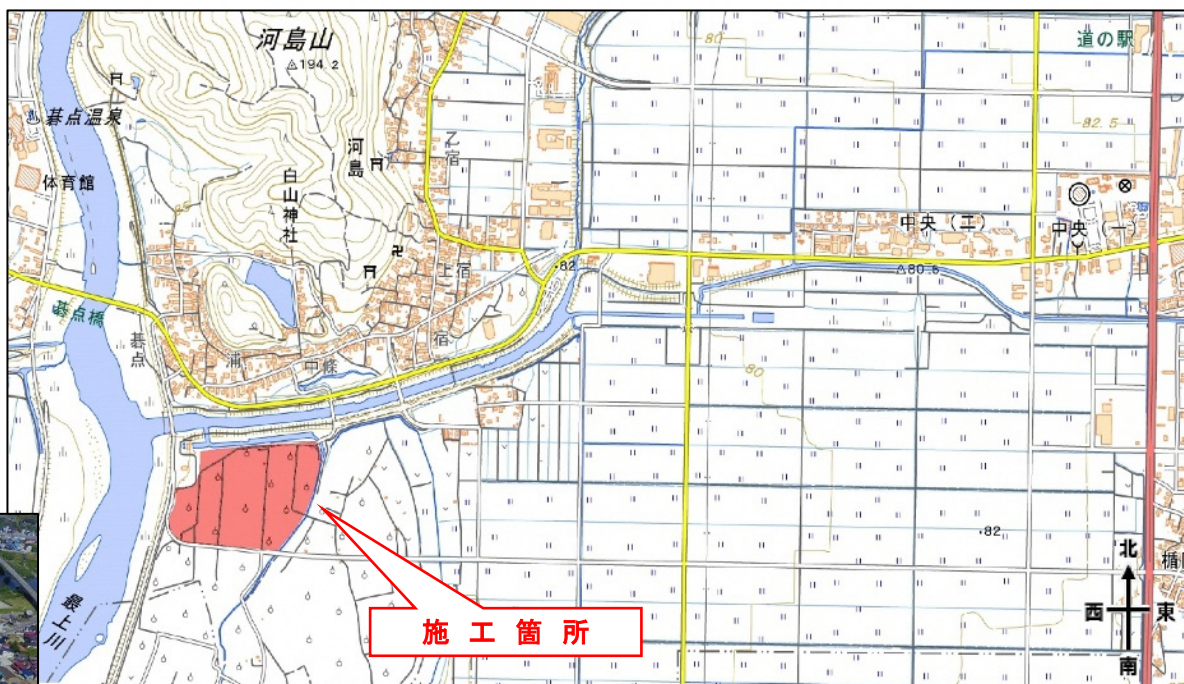 河島山
△194.2
碁点温泉
体育館
白山神社
河島
乙宿
上宿
宿
碁点橋
碁点
浦
中條
82
80
道の駅
82.5
中央(二)
中央(一)
△80.6
80
82
楯
最上川
施工箇所
北
西
東
南